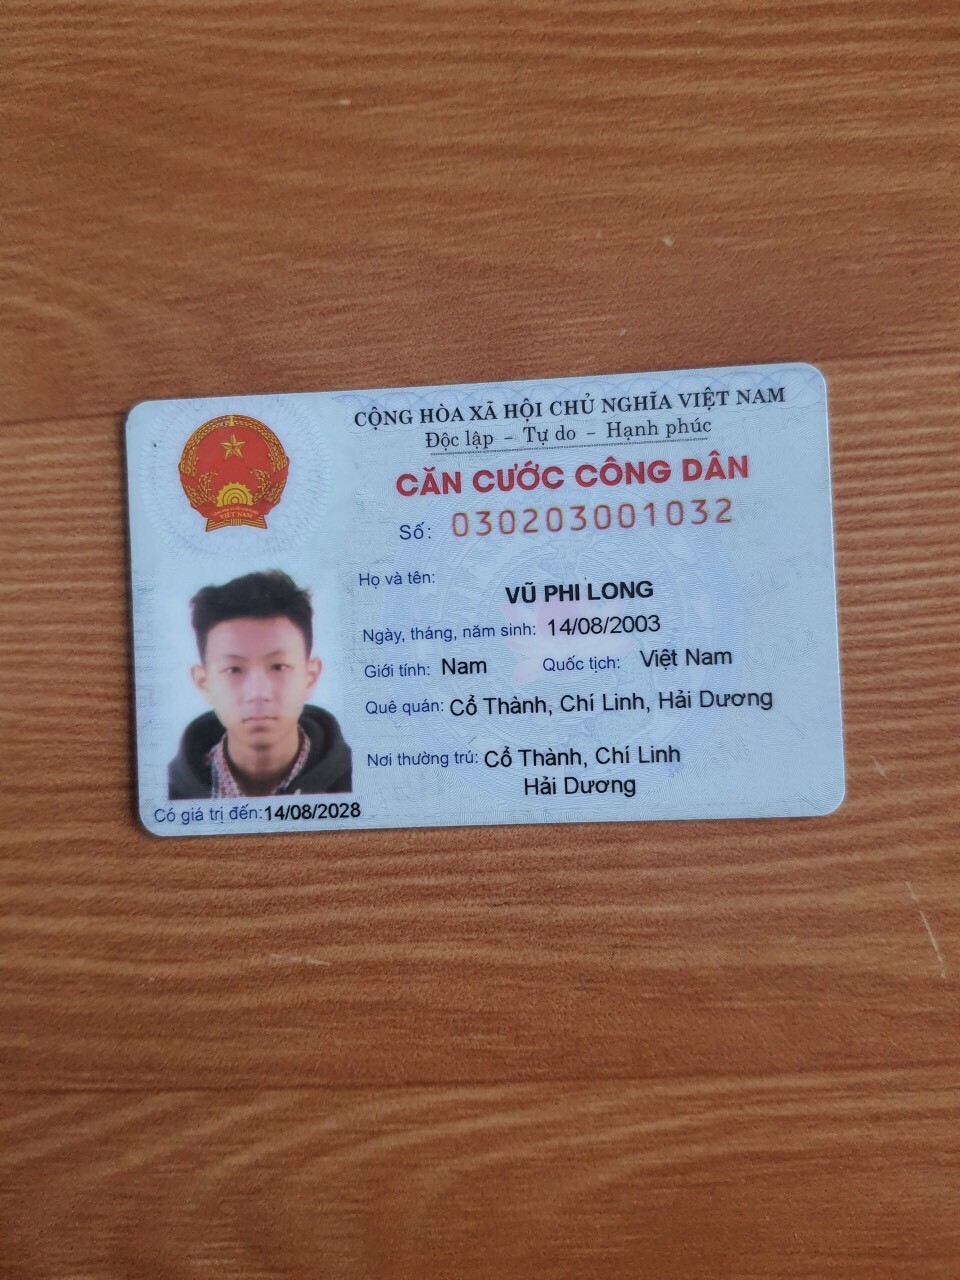 CỘNG HÒA XÃ HỘI CHỦ NGHĨA VIỆT NAM
Độc lập - Tự do - Hạnh phúc
CĂN CƯỚC CÔNG DÂN
Số: 030203001032
Họ và tên:
VŨ PHI LONG
Ngày, tháng, năm sinh: 14/08/2003
Giới tính: Nam Quốc tịch: Việt Nam
Quê quán: Cổ Thành, Chí Linh, Hải Dương
Nơi thường trú: Cổ Thành, Chí Linh
Hải Dương
Có giá trị đến: 14/08/2028
VIỆT NAM